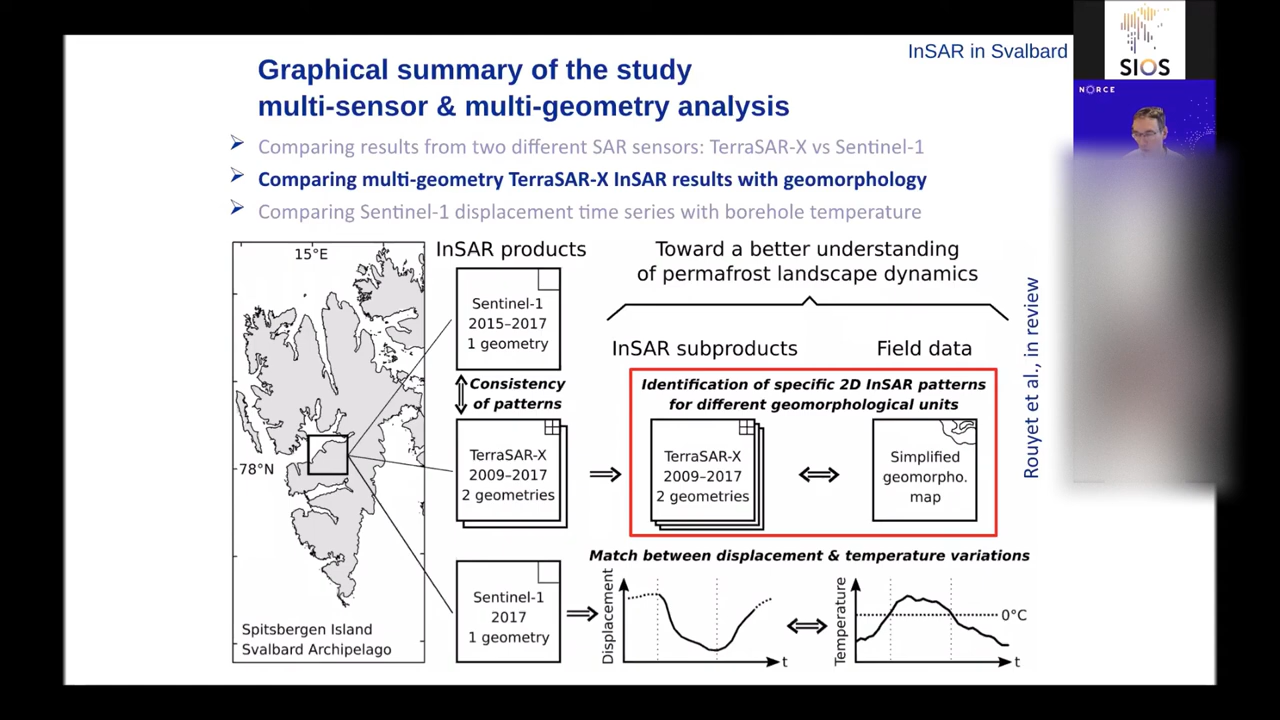 InSAR in Svalbard
SIOS
NORCE
Graphical summary of the study
multi-sensor & multi-geometry analysis
Comparing results from two different SAR sensors: TerraSAR-X vs Sentinel-1
Comparing multi-geometry TerraSAR-X InSAR results with geomorphology
Comparing Sentinel-1 displacement time series with borehole temperature
15°E
78°N
Spitsbergen Island
Svalbard Archipelago
InSAR products
Sentinel-1
2015–2017
1 geometry
Consistency
of patterns
TerraSAR-X
2009–2017
2 geometries
Sentinel-1
2017
1 geometry
Toward a better understanding
of permafrost landscape dynamics
InSAR subproducts
Field data
Identification of specific 2D InSAR patterns
for different geomorphological units
TerraSAR-X
2009–2017
2 geometries
Simplified
geomorpho.
map
Match between displacement & temperature variations
Displacement
t
Temperature
0°C
t
Rouyet et al., in review